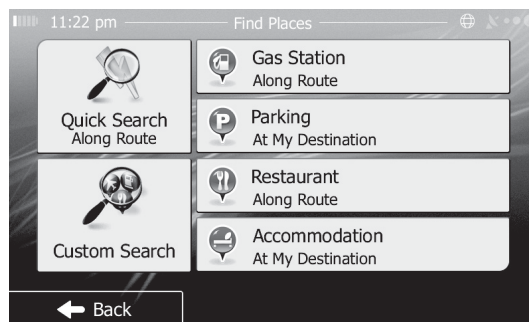 11:22 pm
Find Places
Quick Search
Along Route
Custom Search
Gas Station
Along Route
P
Parking
At My Destination
Restaurant
Along Route
Accommodation
At My Destination
Back